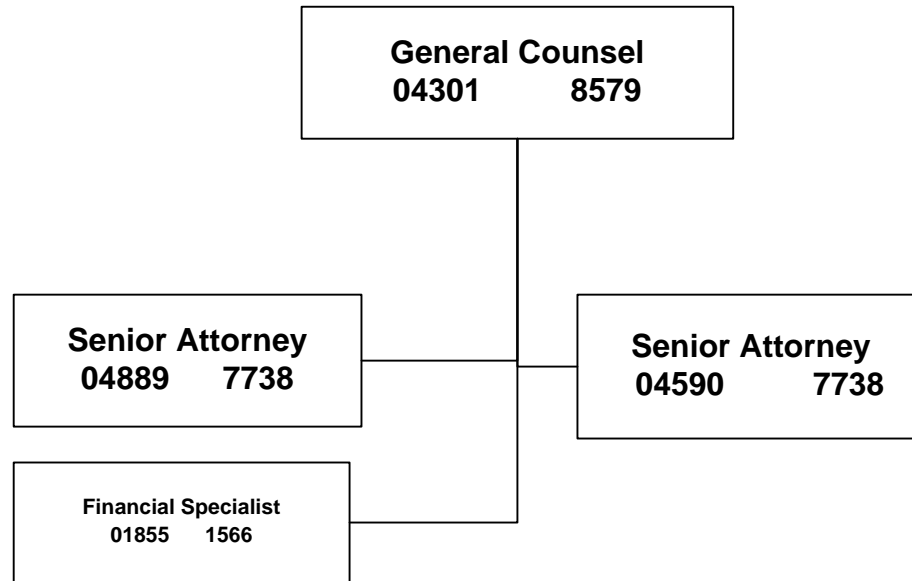 General Counsel
04301 8579
Senior Attorney
04889 7738
Senior Attorney
04590 7738
Financial Specialist
01855 1566